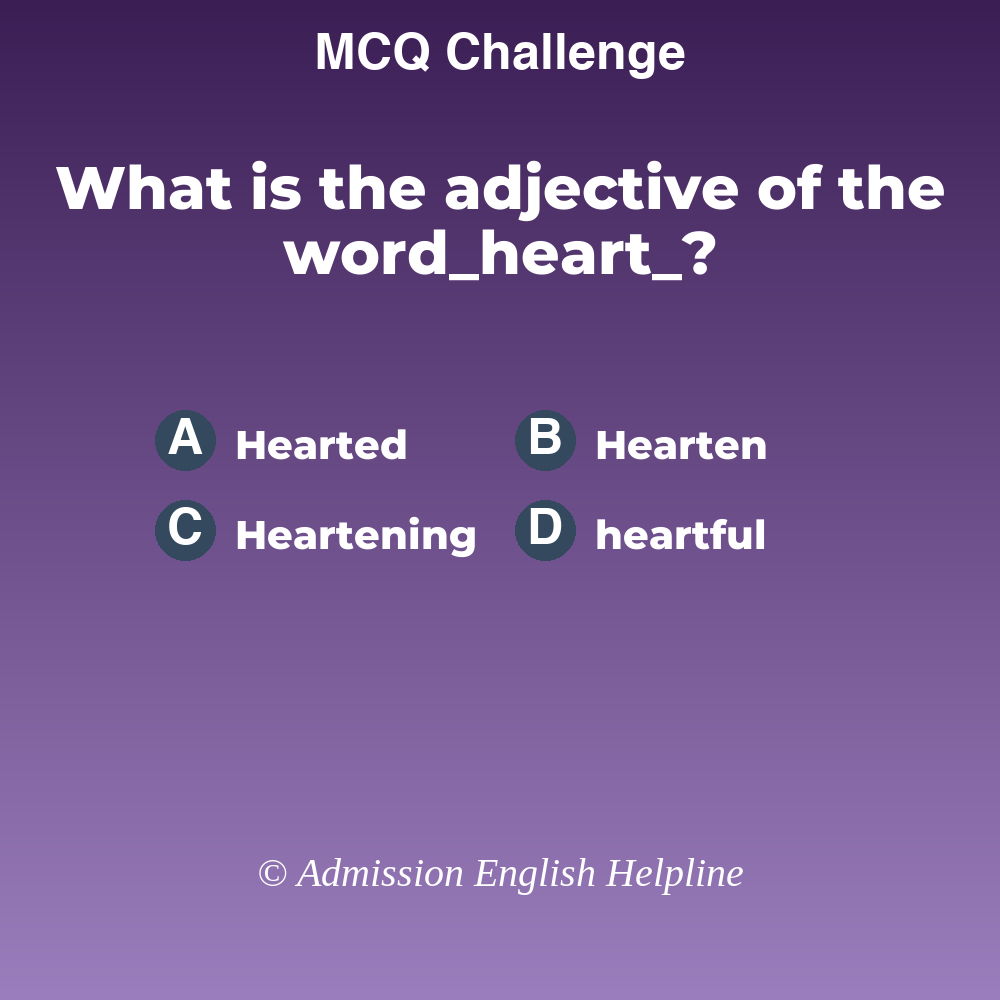 MCQ Challenge
What is the adjective of the
word_heart_?
A Hearted B Hearten
C Heartening D heartful
© Admission English Helpline